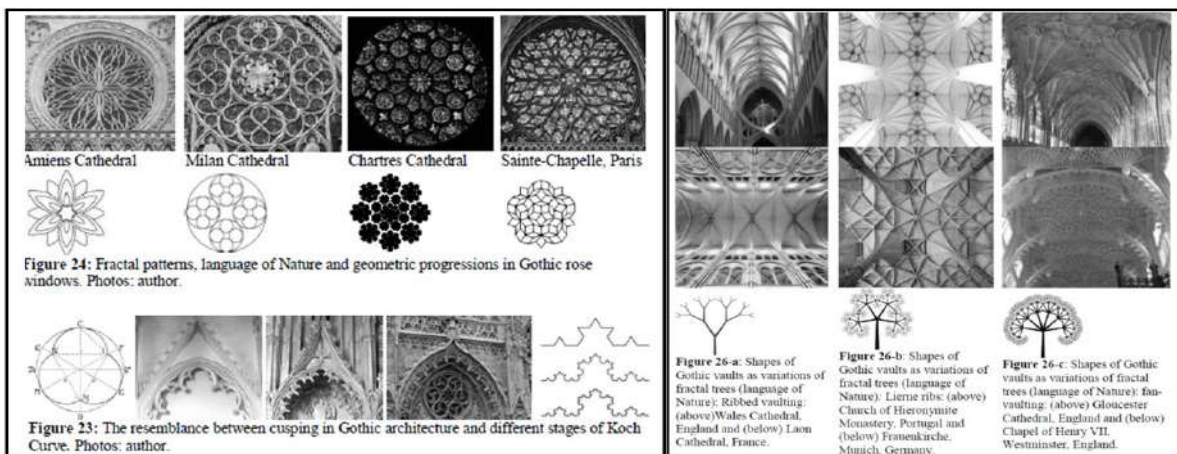 Amiens Cathedral
Milan Cathedral
Chartres Cathedral
Sainte-Chapelle, Paris
Figure 24: Fractal patterns, language of Nature and geometric progressions in Gothic rose
windows. Photos: author.
Figure 23: The resemblance between cusping in Gothic architecture and different stages of Koch
Curve. Photos: author.
Figure 26-a: Shapes of
Gothic vaults as variations of
fractal trees (language of
Nature): Ribbed vaulting:
(above)Wales Cathedral,
England and (below) Laon
Cathedral, France.
Figure 26-b: Shapes of
Gothic vaults as variations of
fractal trees (language of
Nature): Lierne ribs: (above)
Church of Hieronymite
Monastery, Portugal and
(below) Frauenkirche,
Munich, Germany.
Figure 26-c: Shapes of Gothic
vaults as variations of fractal
trees (language of Nature): fan-
vaulting: (above) Gloucester
Cathedral, England and (below)
Chapel of Henry VII,
Westminster, England.